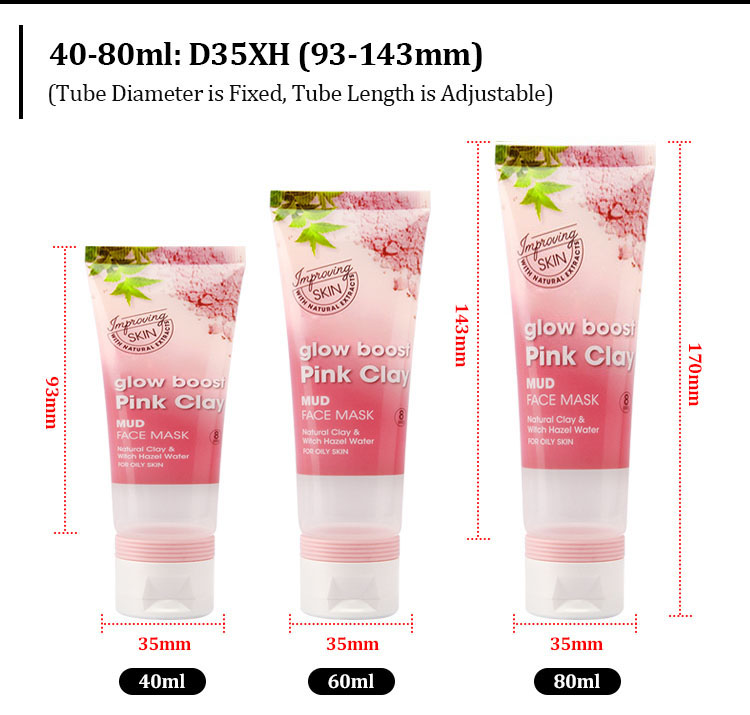 40-80ml: D35XH (93-143mm)
(Tube Diameter is Fixed, Tube Length is Adjustable)
93mm
Improving
SKIN
WITH NATURAL EXTRACTS
glow boost
Pink Clay
MUD
FACE MASK
8
Natural Clay &
Witch Hazel Water
FOR OILY SKIN
35mm
40ml
Improving
SKIN
WITH NATURAL EXTRACTS
glow boost
Pink Clay
MUD
FACE MASK
8
Natural Clay &
Witch Hazel Water
FOR OILY SKIN
35mm
60ml
143mm
Improving
SKIN
WITH NATURAL EXTRACTS
glow boost
Pink Clay
MUD
FACE MASK
8
Natural Clay &
Witch Hazel Water
FOR OILY SKIN
170mm
35mm
80ml